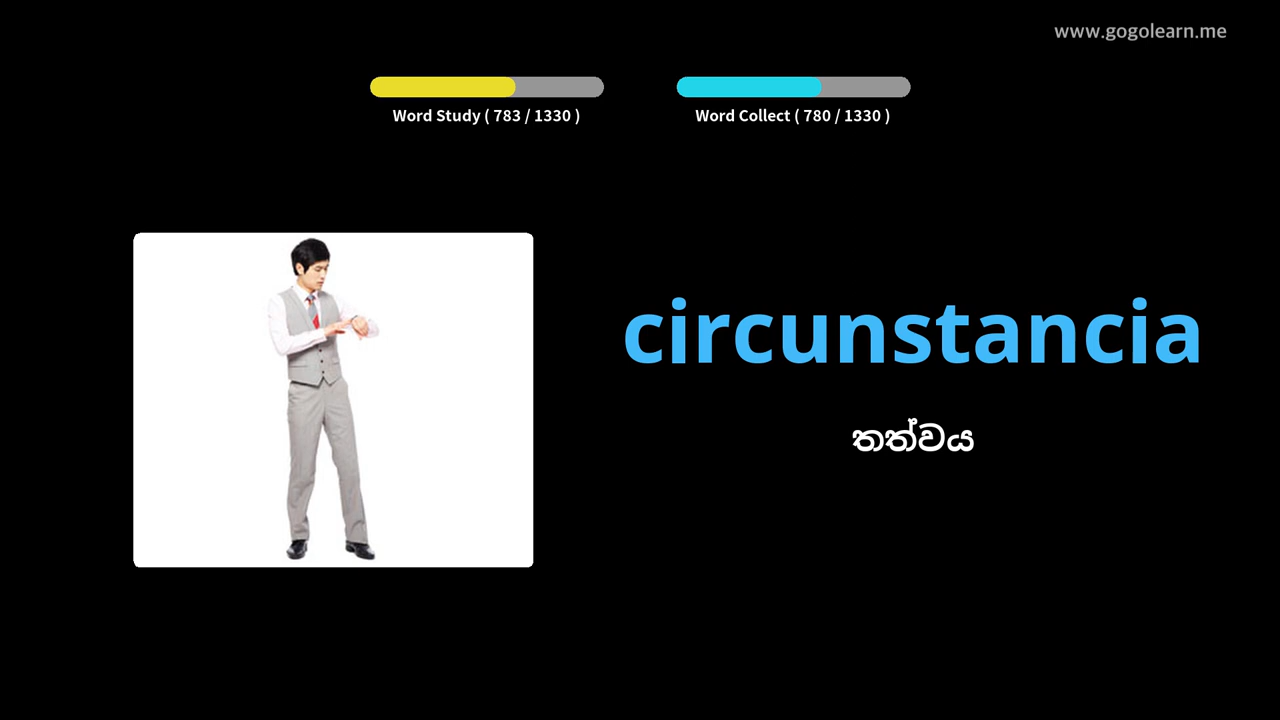 www.gogolearn.me
Word Study ( 783 / 1330 )
Word Collect ( 780 / 1330 )
circunstancia
තත්වය